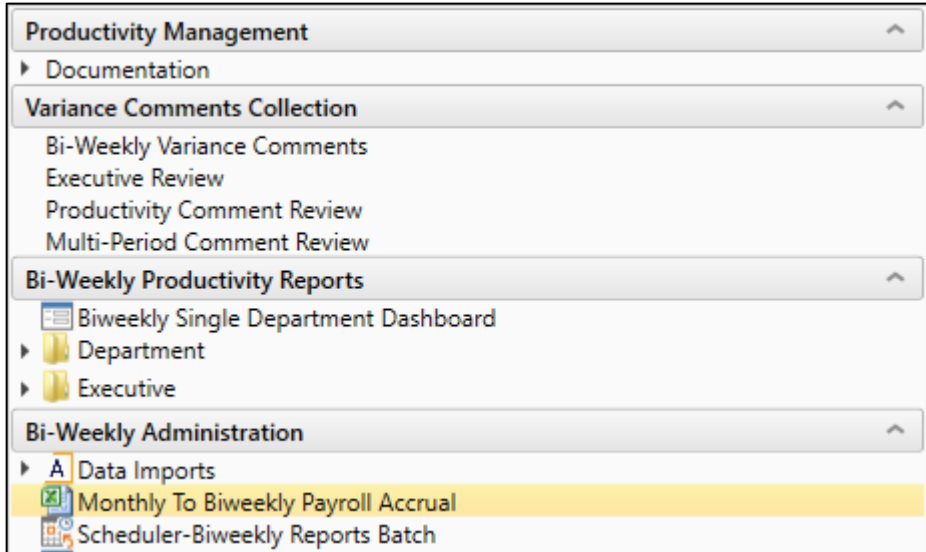 Productivity Management
Documentation
Variance Comments Collection
Bi-Weekly Variance Comments
Executive Review
Productivity Comment Review
Multi-Period Comment Review
Bi-Weekly Productivity Reports
Biweekly Single Department Dashboard
Department
Executive
Bi-Weekly Administration
A Data Imports
Monthly To Biweekly Payroll Accrual
Scheduler-Biweekly Reports Batch